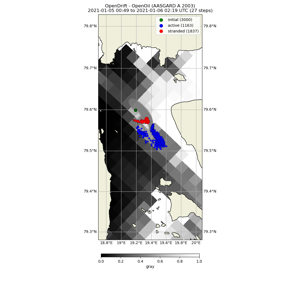 OpenDrift - OpenOil (AASGARD A 2003)
2021-01-05 00:49 to 2021-01-06 02:19 UTC (27 steps)
initial (3000)
active (1163)
stranded (1837)
79.8°N
79.7°N
79.6°N
79.5°N
79.4°N
79.3°N
18.8°E 19°E 19.2°E 19.4°E 19.6°E 19.8°E 20°E
0.0 0.2 0.4 0.6 0.8 1.0
grey